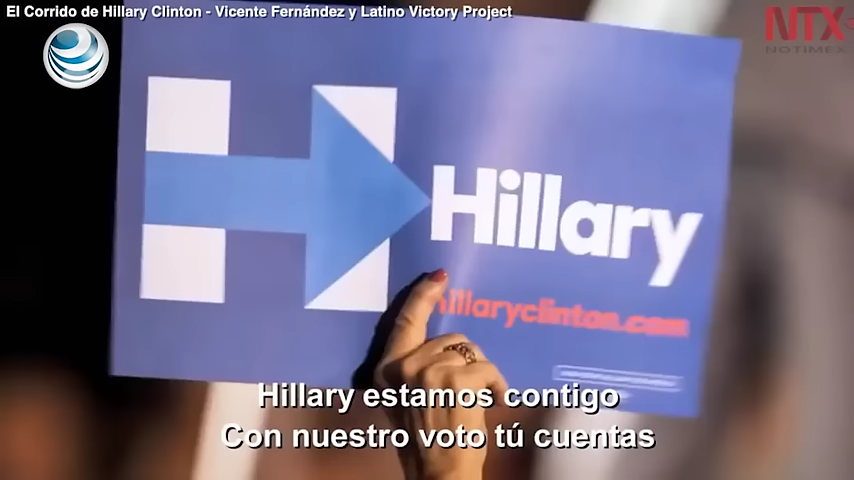 El Corrido de Hillary Clinton - Vicente Fernández y Latino Victory Project
NTX
NOTIMEX
Hillary
hillaryclinton.com
Hillary estamos contigo
Con nuestro voto tú cuentas